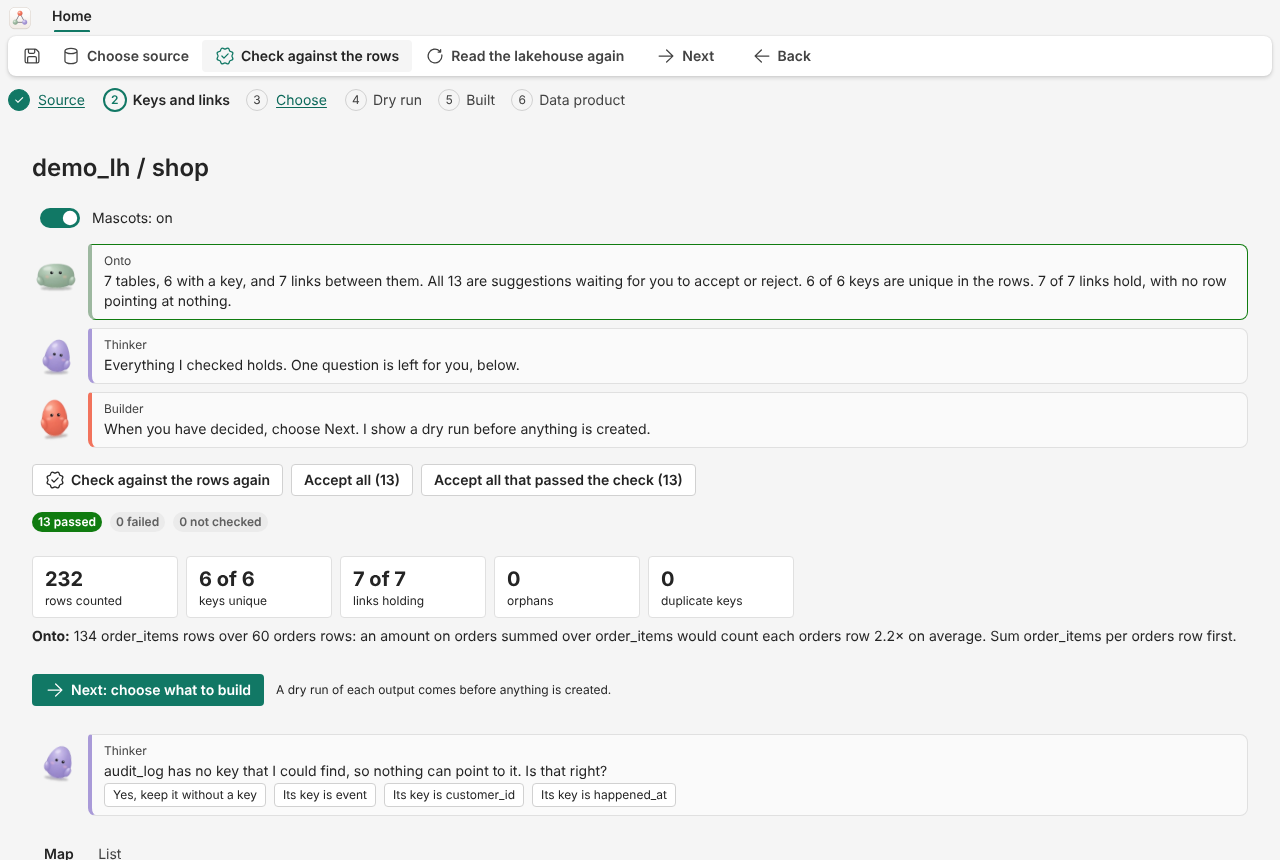 Home
Choose source
Check against the rows
Read the lakehouse again
Next
Back
Source
2 Keys and links
3 Choose
4 Dry run
5 Built
6 Data product
demo_lh / shop
Mascots: on
Onto
7 tables, 6 with a key, and 7 links between them. All 13 are suggestions waiting for you to accept or reject. 6 of 6 keys are unique in the rows. 7 of 7 links hold, with no row
pointing at nothing.
Thinker
Everything I checked holds. One question is left for you, below.
Builder
When you have decided, choose Next. I show a dry run before anything is created.
Check against the rows again
Accept all (13)
Accept all that passed the check (13)
13 passed
0 failed
0 not checked
232
rows counted
6 of 6
keys unique
7 of 7
links holding
0
orphans
0
duplicate keys
Onto: 134 order_items rows over 60 orders rows: an amount on orders summed over order_items would count each orders row 2.2× on average. Sum order_items per orders row first.
Next: choose what to build
A dry run of each output comes before anything is created.
Thinker
audit_log has no key that I could find, so nothing can point to it. Is that right?
Yes, keep it without a key
Its key is event
Its key is customer_id
Its key is happened_at
Map
List